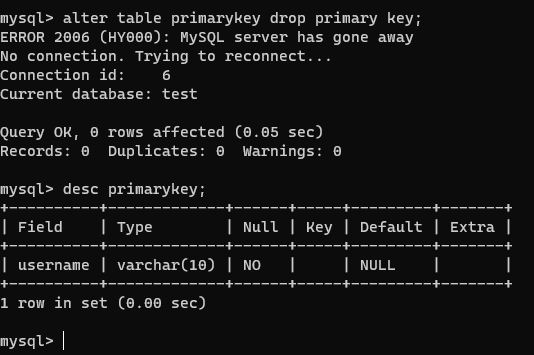 mysql> alter table primarykey drop primary key;
ERROR 2006 (HY000): MySQL server has gone away
No connection. Trying to reconnect...
Connection id:    6
Current database: test

Query OK, 0 rows affected (0.05 sec)
Records: 0  Duplicates: 0  Warnings: 0

mysql> desc primarykey;
+----------+-------------+------+-----+---------+-------+
| Field    | Type        | Null | Key | Default | Extra |
+----------+-------------+------+-----+---------+-------+
| username | varchar(10) | NO   |     | NULL    |       |
+----------+-------------+------+-----+---------+-------+
1 row in set (0.00 sec)

mysql>